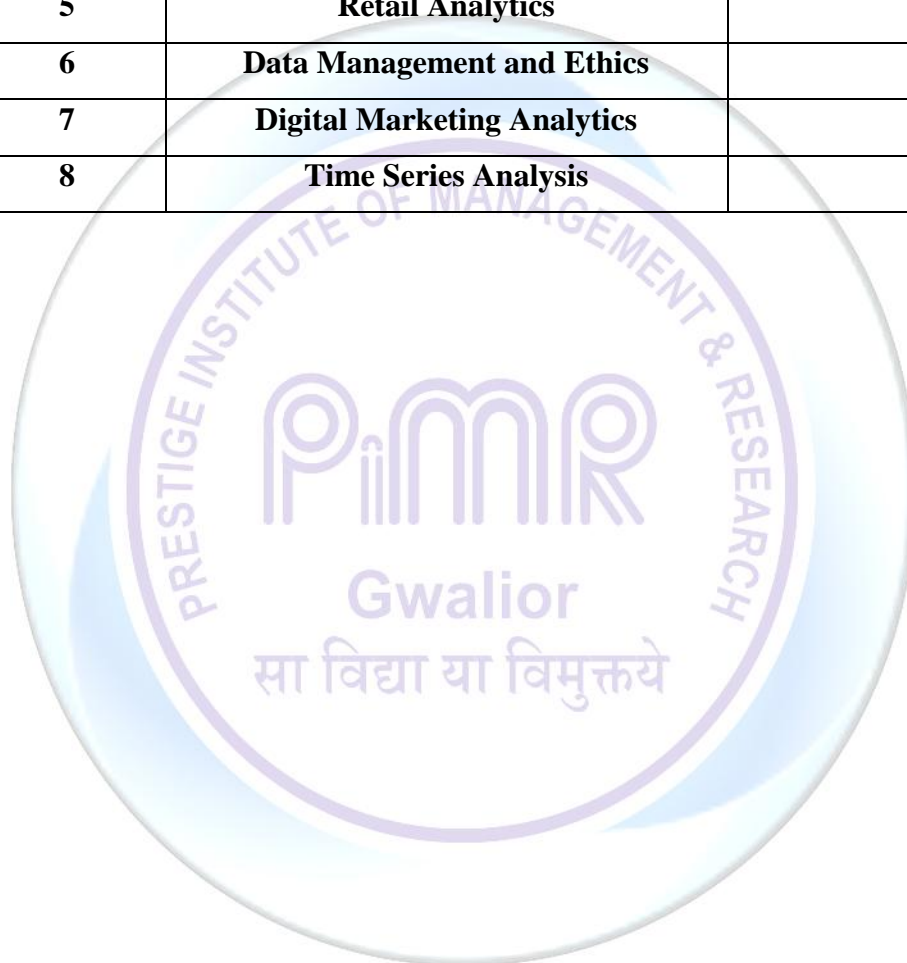 5 Retail Analytics
6 Data Management and Ethics
7 Digital Marketing Analytics
8 Time Series Analysis
PRESTIGE INSTITUTE OF MANAGEMENT & RESEARCH
PiMR
Gwalior
सा विद्या या विमुक्तये